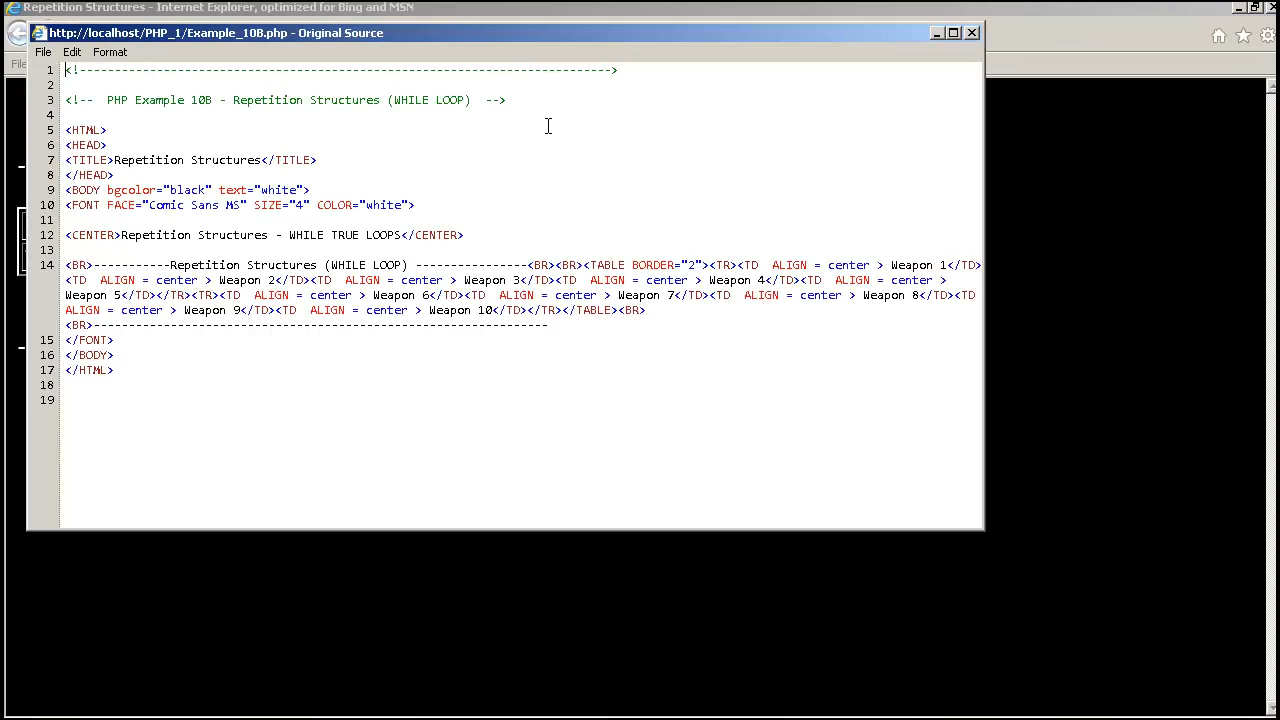 Repetition Structures - Internet Explorer, optimized for Bing and MSN
http://localhost/PHP_1/Example_10B.php - Original Source
File Edit Format
1 <!----------------------------------------------------------------------------->
2
3 <!--  PHP Example 10B - Repetition Structures (WHILE LOOP)  -->
4
5 <HTML>
6 <HEAD>
7 <TITLE>Repetition Structures</TITLE>
8 </HEAD>
9 <BODY bgcolor="black" text="white">
10 <FONT FACE="Comic Sans MS" SIZE="4" COLOR="white">
11
12 <CENTER>Repetition Structures - WHILE TRUE LOOPS</CENTER>
13
14 <BR>-----------Repetition Structures (WHILE LOOP) ----------------<BR><BR><TABLE BORDER="2"><TR><TD  ALIGN = center > Weapon 1</TD>
<TD  ALIGN = center > Weapon 2</TD><TD  ALIGN = center > Weapon 3</TD><TD  ALIGN = center > Weapon 4</TD><TD  ALIGN = center >
Weapon 5</TD></TR><TR><TD  ALIGN = center > Weapon 6</TD><TD  ALIGN = center > Weapon 7</TD><TD  ALIGN = center > Weapon 8</TD><TD
ALIGN = center > Weapon 9</TD><TD  ALIGN = center > Weapon 10</TD></TR></TABLE><BR>
<BR>-----------------------------------------------------------------
15 </FONT>
16 </BODY>
17 </HTML>
18
19
File